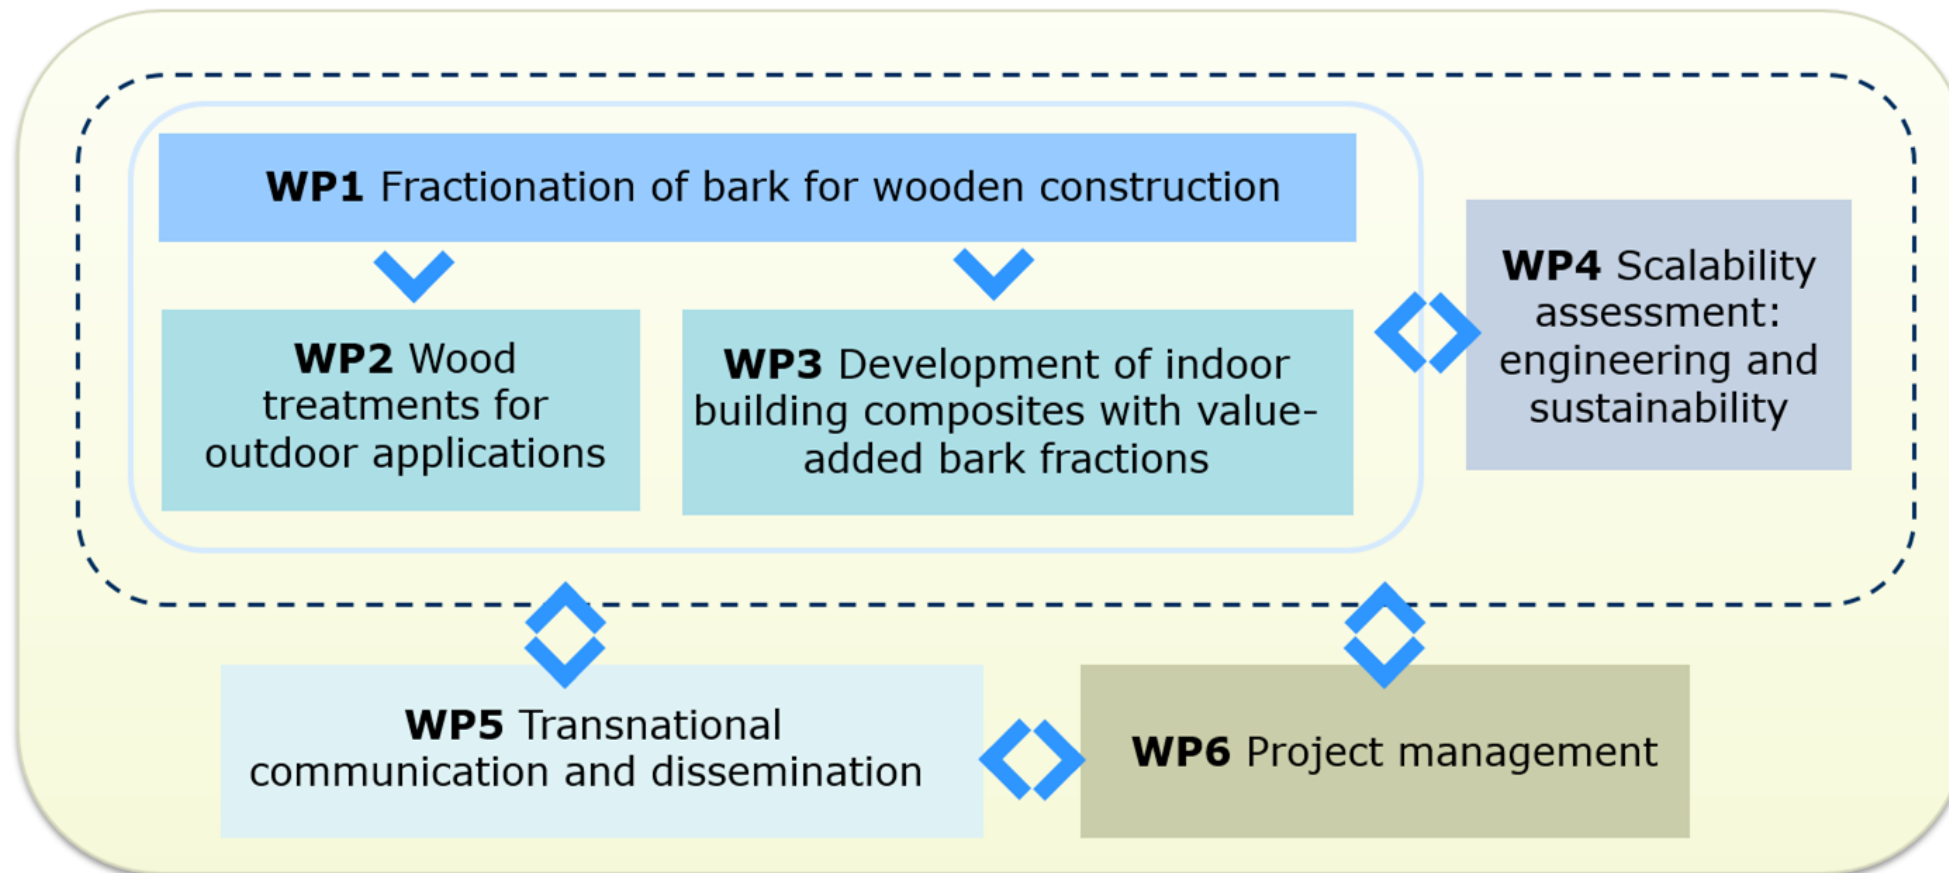 WP1 Fractionation of bark for wooden construction
WP2 Wood
treatments for
outdoor applications
WP3 Development of indoor
building composites with value-
added bark fractions
WP4 Scalability
assessment:
engineering and
sustainability
WP5 Transnational
communication and dissemination
WP6 Project management